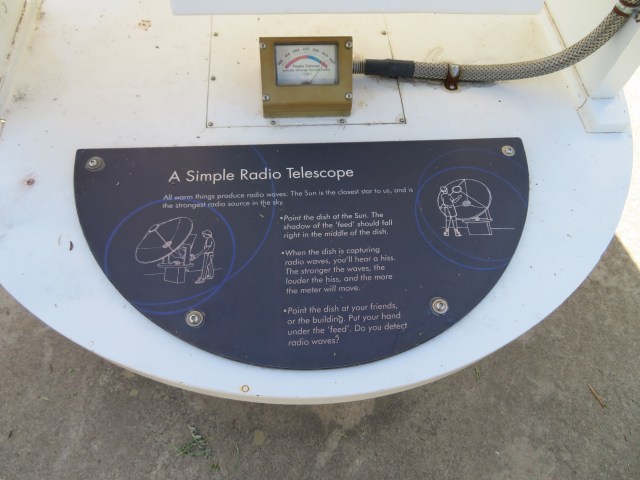 A Simple Radio Telescope
All warm things produce radio waves. The Sun is the closest star to us, and is
the strongest radio source in the sky.
•Point the dish at the Sun. The
shadow of the 'feed' should fall
right in the middle of the dish.
•When the dish is capturing
radio waves, you'll hear a hiss.
The stronger the waves, the
louder the hiss, and the more
the meter will move.
•Point the dish at your friends,
or the building. Put your hand
under the 'feed'. Do you detect
radio waves?